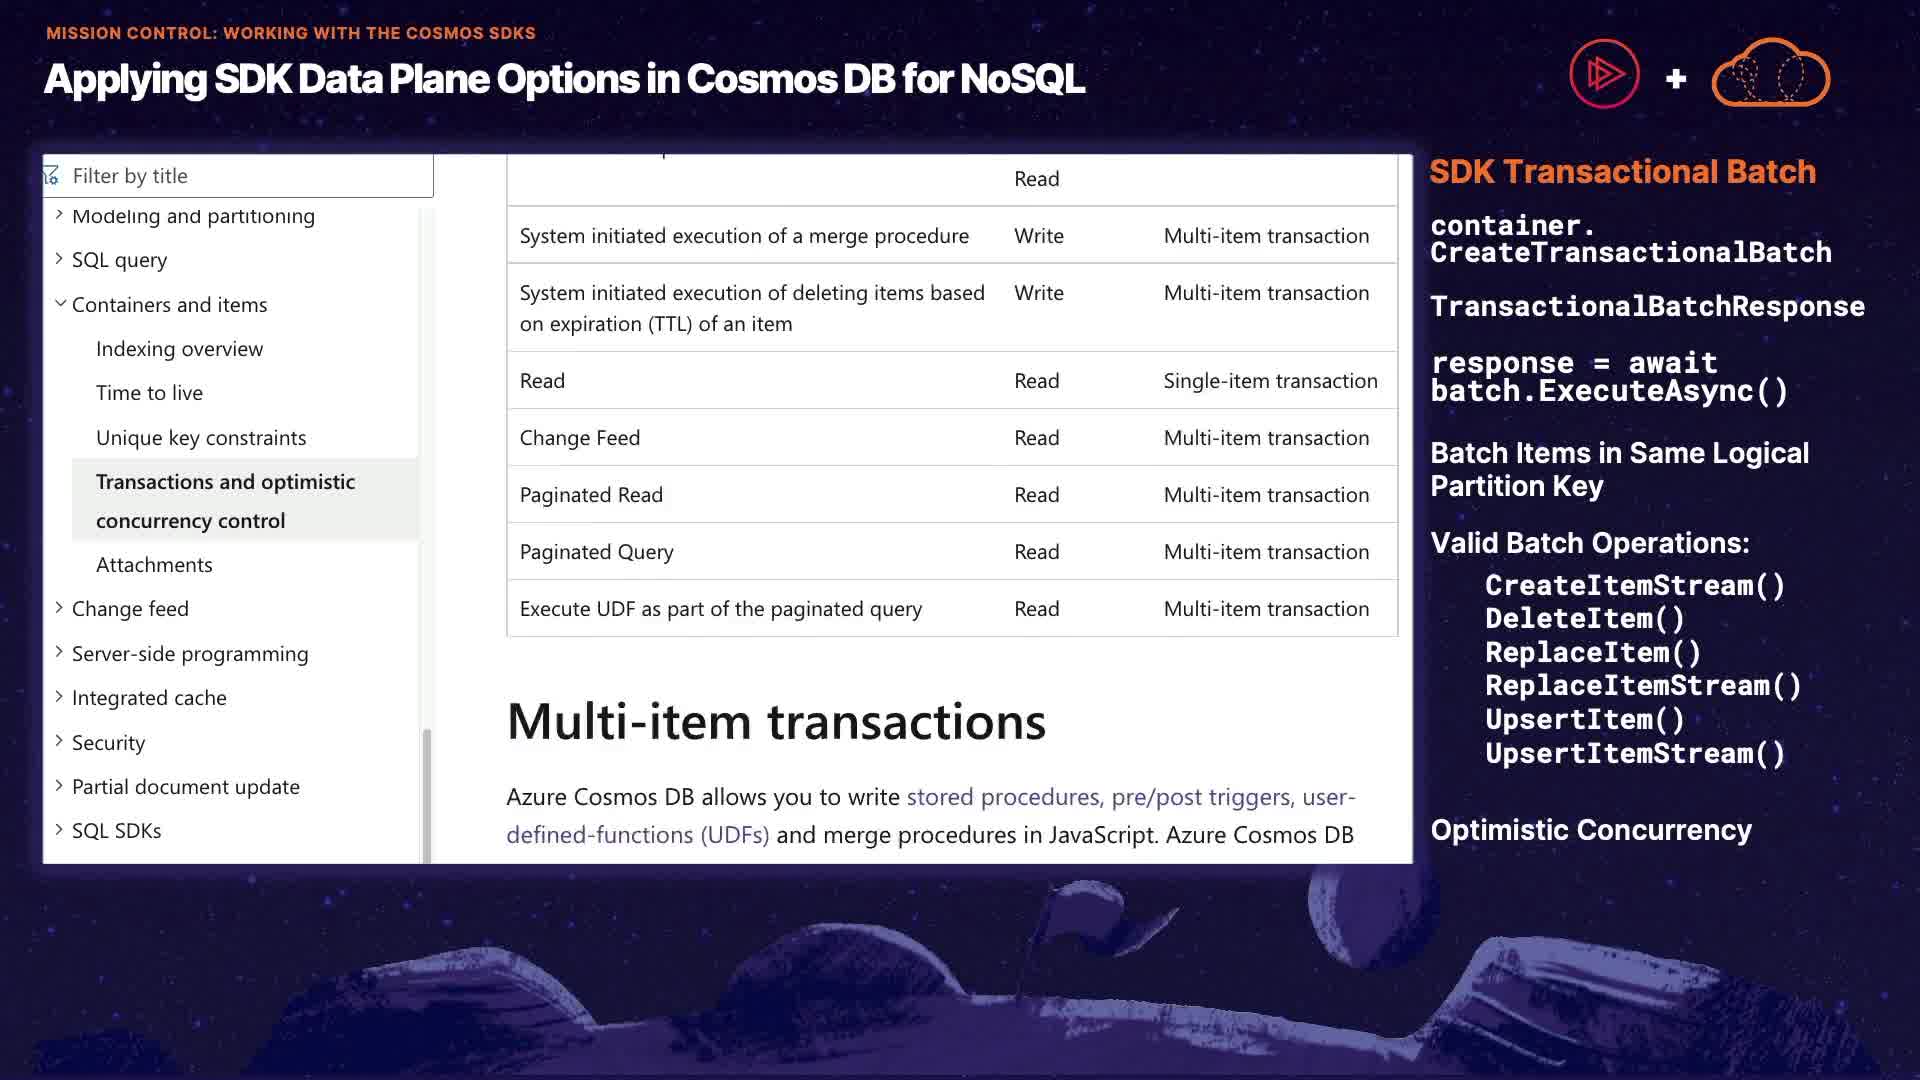 MISSION CONTROL: WORKING WITH THE COSMOS SDKS
Applying SDK Data Plane Options in Cosmos DB for NoSQL
+
Filter by title
Modeling and partitioning
SQL query
Containers and items
Indexing overview
Time to live
Unique key constraints
Transactions and optimistic
concurrency control
Attachments
Change feed
Server-side programming
Integrated cache
Security
Partial document update
SQL SDKs
Read
System initiated execution of a merge procedure Write Multi-item transaction
System initiated execution of deleting items based Write Multi-item transaction
on expiration (TTL) of an item
Read Read Single-item transaction
Change Feed Read Multi-item transaction
Paginated Read Read Multi-item transaction
Paginated Query Read Multi-item transaction
Execute UDF as part of the paginated query Read Multi-item transaction
Multi-item transactions
Azure Cosmos DB allows you to write stored procedures, pre/post triggers, user-
defined-functions (UDFs) and merge procedures in JavaScript. Azure Cosmos DB
SDK Transactional Batch
container.
CreateTransactionalBatch
TransactionalBatchResponse
response = await
batch.ExecuteAsync()
Batch Items in Same Logical
Partition Key
Valid Batch Operations:
CreateItemStream()
DeleteItem()
ReplaceItem()
ReplaceItemStream()
UpsertItem()
UpsertItemStream()
Optimistic Concurrency